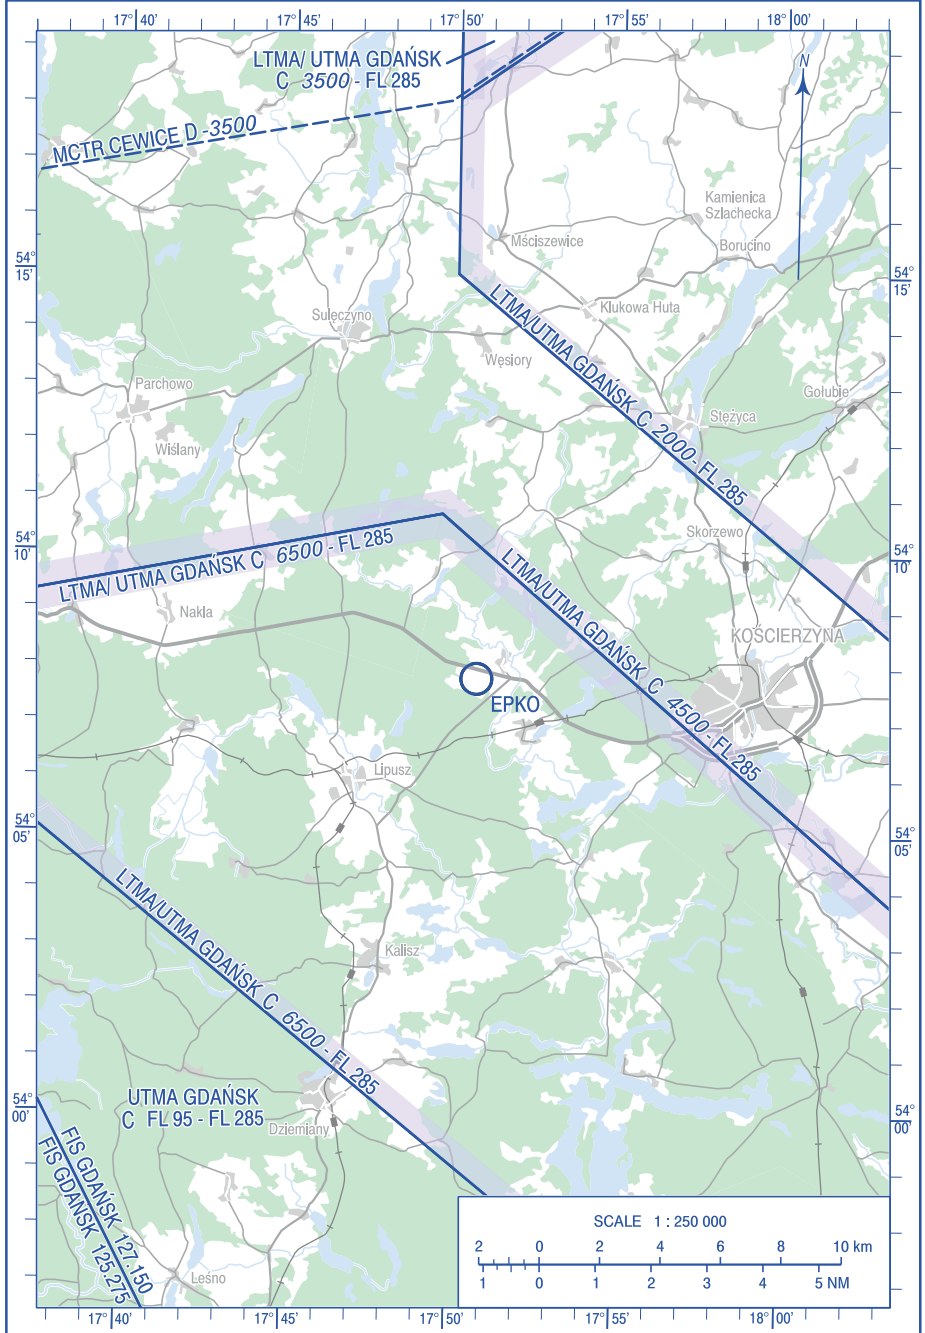 17° 40'
17° 45'
17° 50'
17° 55'
18° 00'
LTMA/ UTMA GDAŃSK
C 3500 - FL 285
N
MCTR CEWICE D -3500
Kamienica
Szlachecka
Mściszewice
Borucino
54°
15'
54°
15'
LTMA/UTMA GDAŃSK C 2000 - FL 285
Klukowa Huta
Sulęczyno
Węsiory
Parchowo
Gołubie
Stężyca
Wiślany
Skorzewo
54°
10'
54°
10'
LTMA/ UTMA GDAŃSK C 6500 - FL 285
LTMA/UTMA GDAŃSK C 4500 - FL 285
Nakla
KOŚCIERZYNA
EPKO
Lipusz
54°
05'
54°
05'
LTMA/UTMA GDAŃSK C 6500 - FL 285
Kalisz
UTMA GDAŃSK
C FL 95 - FL 285
54°
00'
54°
00'
Dziemiany
FIS GDAŃSK 127.150
FIS GDAŃSK 125.275
Leśno
SCALE 1 : 250 000
2 0 2 4 6 8 10 km
1 0 1 2 3 4 5 NM
17° 40'
17° 45'
17° 50'
17° 55'
18° 00'